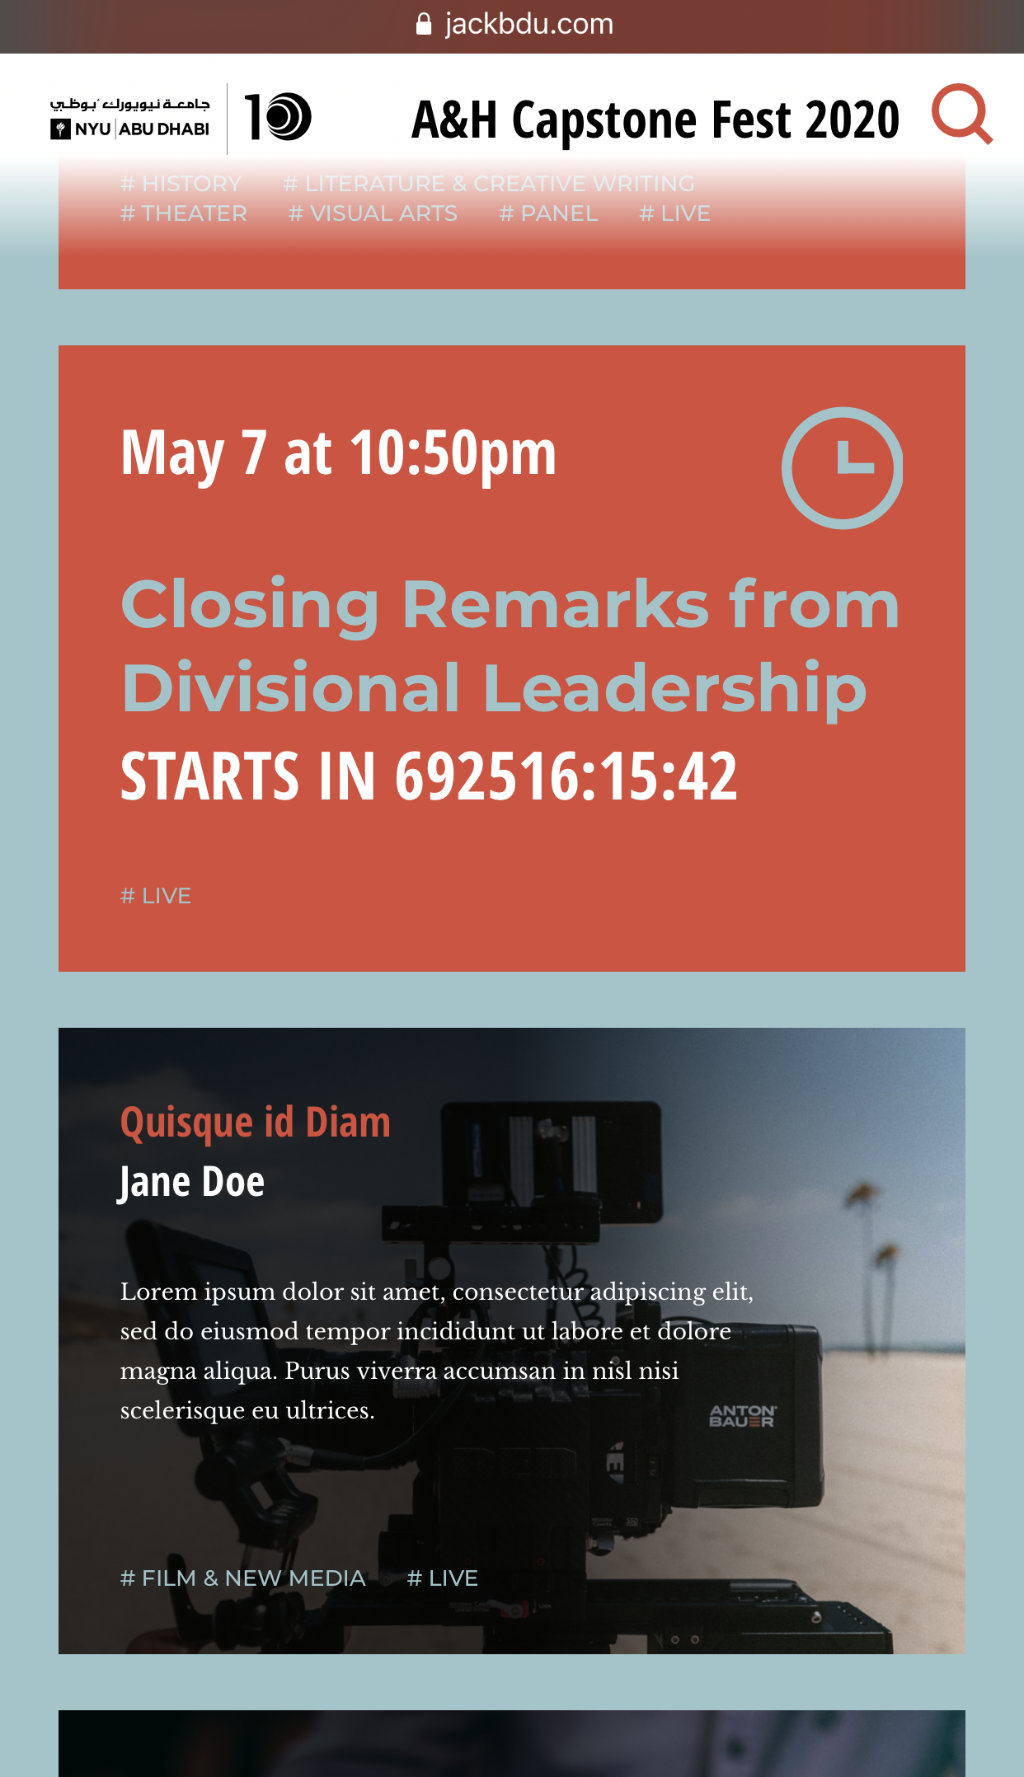 jackbdu.com
جامعة نيويورك أبوظبي
NYU ABU DHABI
10
A&H Capstone Fest 2020
# HISTORY # LITERATURE & CREATIVE WRITING
# THEATER # VISUAL ARTS # PANEL # LIVE
May 7 at 10:50pm
Closing Remarks from
Divisional Leadership
STARTS IN 692516:15:42
# LIVE
Quisque id Diam
Jane Doe
Lorem ipsum dolor sit amet, consectetur adipiscing elit,
sed do eiusmod tempor incididunt ut labore et dolore
magna aliqua. Purus viverra accumsan in nisl nisi
scelerisque eu ultrices.
ANTON
BAUER
# FILM & NEW MEDIA # LIVE